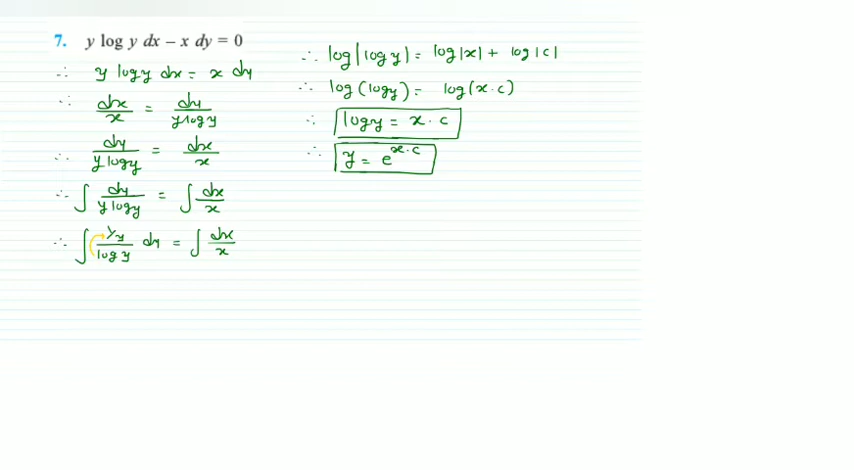 7. y log y dx – x dy = 0
∴ y log y dx = x dy
∴ dx/x = dy/(y log y)
∴ dy/(y log y) = dx/x
∴ ∫ dy/(y log y) = ∫ dx/x
∴ ∫ (1/y)/(log y) dy = ∫ dx/x
∴ log|log y| = log|x| + log|c|
∴ log(log y) = log(x·c)
∴ log y = x·c
∴ y = e^(x·c)